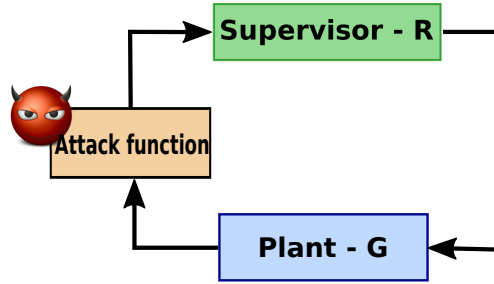 Supervisor - R
Attack function
Plant - G